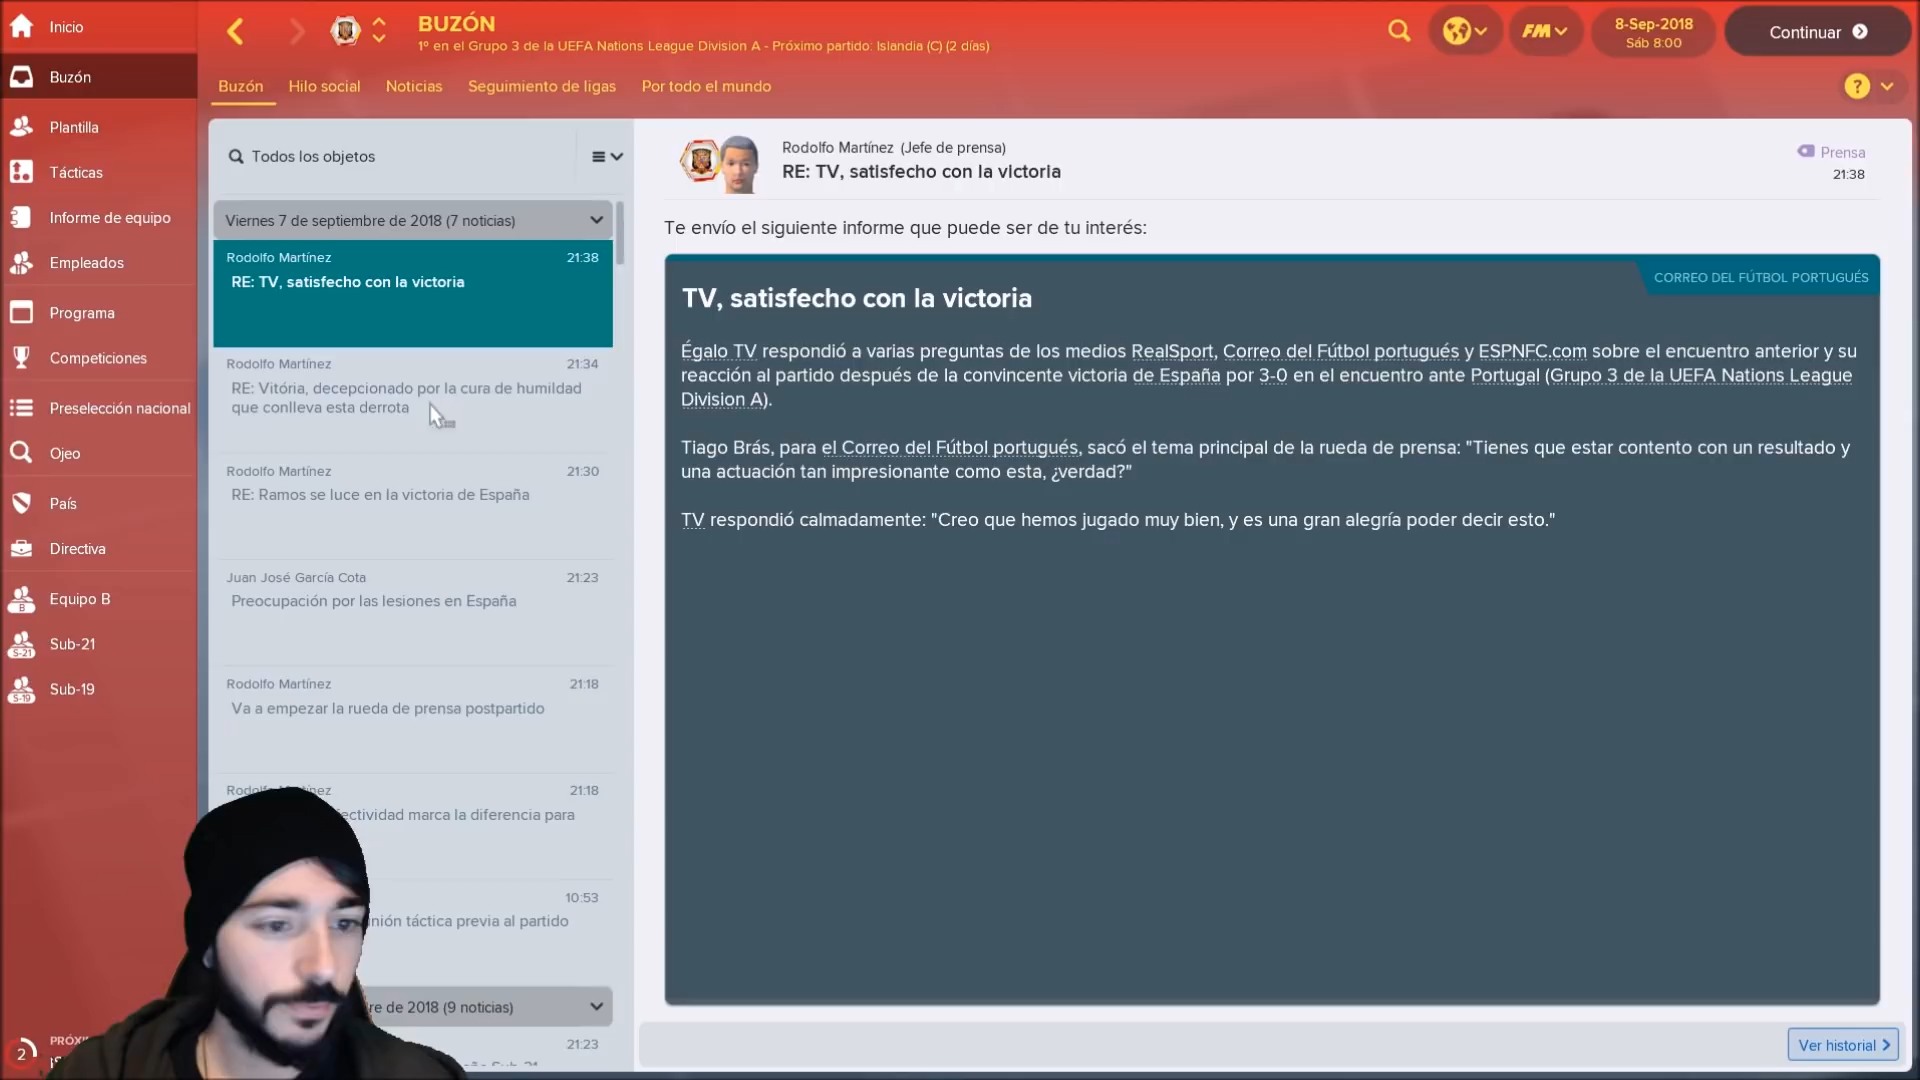 Inicio
Buzón
Plantilla
Tácticas
Informe de equipo
Empleados
Programa
Competiciones
Preselección nacional
Ojeo
País
Directiva
Equipo B
Sub-21
Sub-19
2
BUZÓN
1º en el Grupo 3 de la UEFA Nations League Division A - Próximo partido: Islandia (C) (2 días)
FM
8-Sep-2018
Sáb 8:00
Continuar
Buzón
Hilo social
Noticias
Seguimiento de ligas
Por todo el mundo
?
Todos los objetos
Viernes 7 de septiembre de 2018 (7 noticias)
Rodolfo Martínez 21:38
RE: TV, satisfecho con la victoria
Rodolfo Martínez 21:34
RE: Vitória, decepcionado por la cura de humildad
que conlleva esta derrota
Rodolfo Martínez 21:30
RE: Ramos se luce en la victoria de España
Juan José García Cota 21:23
Preocupación por las lesiones en España
Rodolfo Martínez 21:18
Va a empezar la rueda de prensa postpartido
21:18
marca la diferencia para
10:53
táctica previa al partido
de 2018 (9 noticias)
21:23
Rodolfo Martínez (Jefe de prensa)
RE: TV, satisfecho con la victoria
Prensa
21:38
Te envío el siguiente informe que puede ser de tu interés:
CORREO DEL FÚTBOL PORTUGUÉS
TV, satisfecho con la victoria
Égalo TV respondió a varias preguntas de los medios RealSport, Correo del Fútbol portugués y ESPNFC.com sobre el encuentro anterior y su
reacción al partido después de la convincente victoria de España por 3-0 en el encuentro ante Portugal (Grupo 3 de la UEFA Nations League
Division A).
Tiago Brás, para el Correo del Fútbol portugués, sacó el tema principal de la rueda de prensa: "Tienes que estar contento con un resultado y
una actuación tan impresionante como esta, ¿verdad?"
TV respondió calmadamente: "Creo que hemos jugado muy bien, y es una gran alegría poder decir esto."
Ver historial